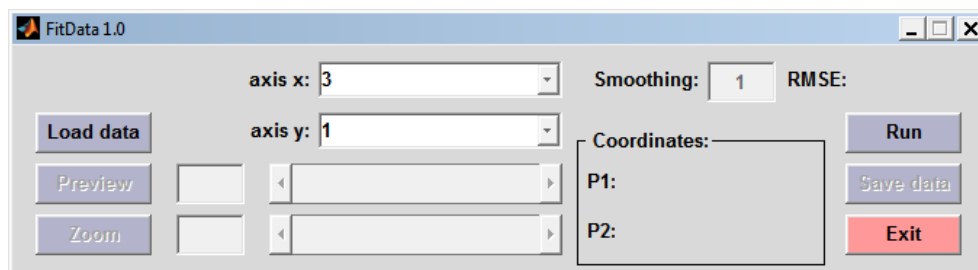 FitData 1.0
axis x: 3 Smoothing: 1 RMSE:
Load data axis y: 1 Coordinates: Run
Preview P1: Save data
Zoom P2: Exit